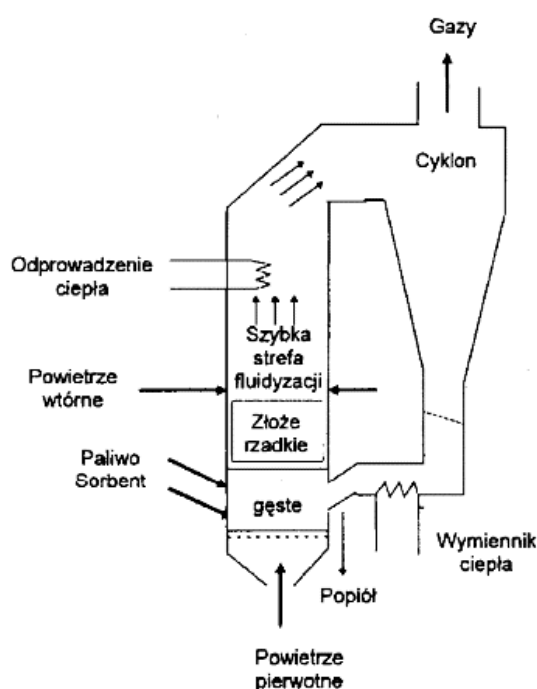 Gazy
Cyklon
Odprowadzenie
ciepła
Szybka
strefa
fluidyzacji
Powietrze
wtórne
Złoże
rzadkie
Paliwo
Sorbent
gęste
Wymiennik
ciepła
Popiół
Powietrze
pierwotne